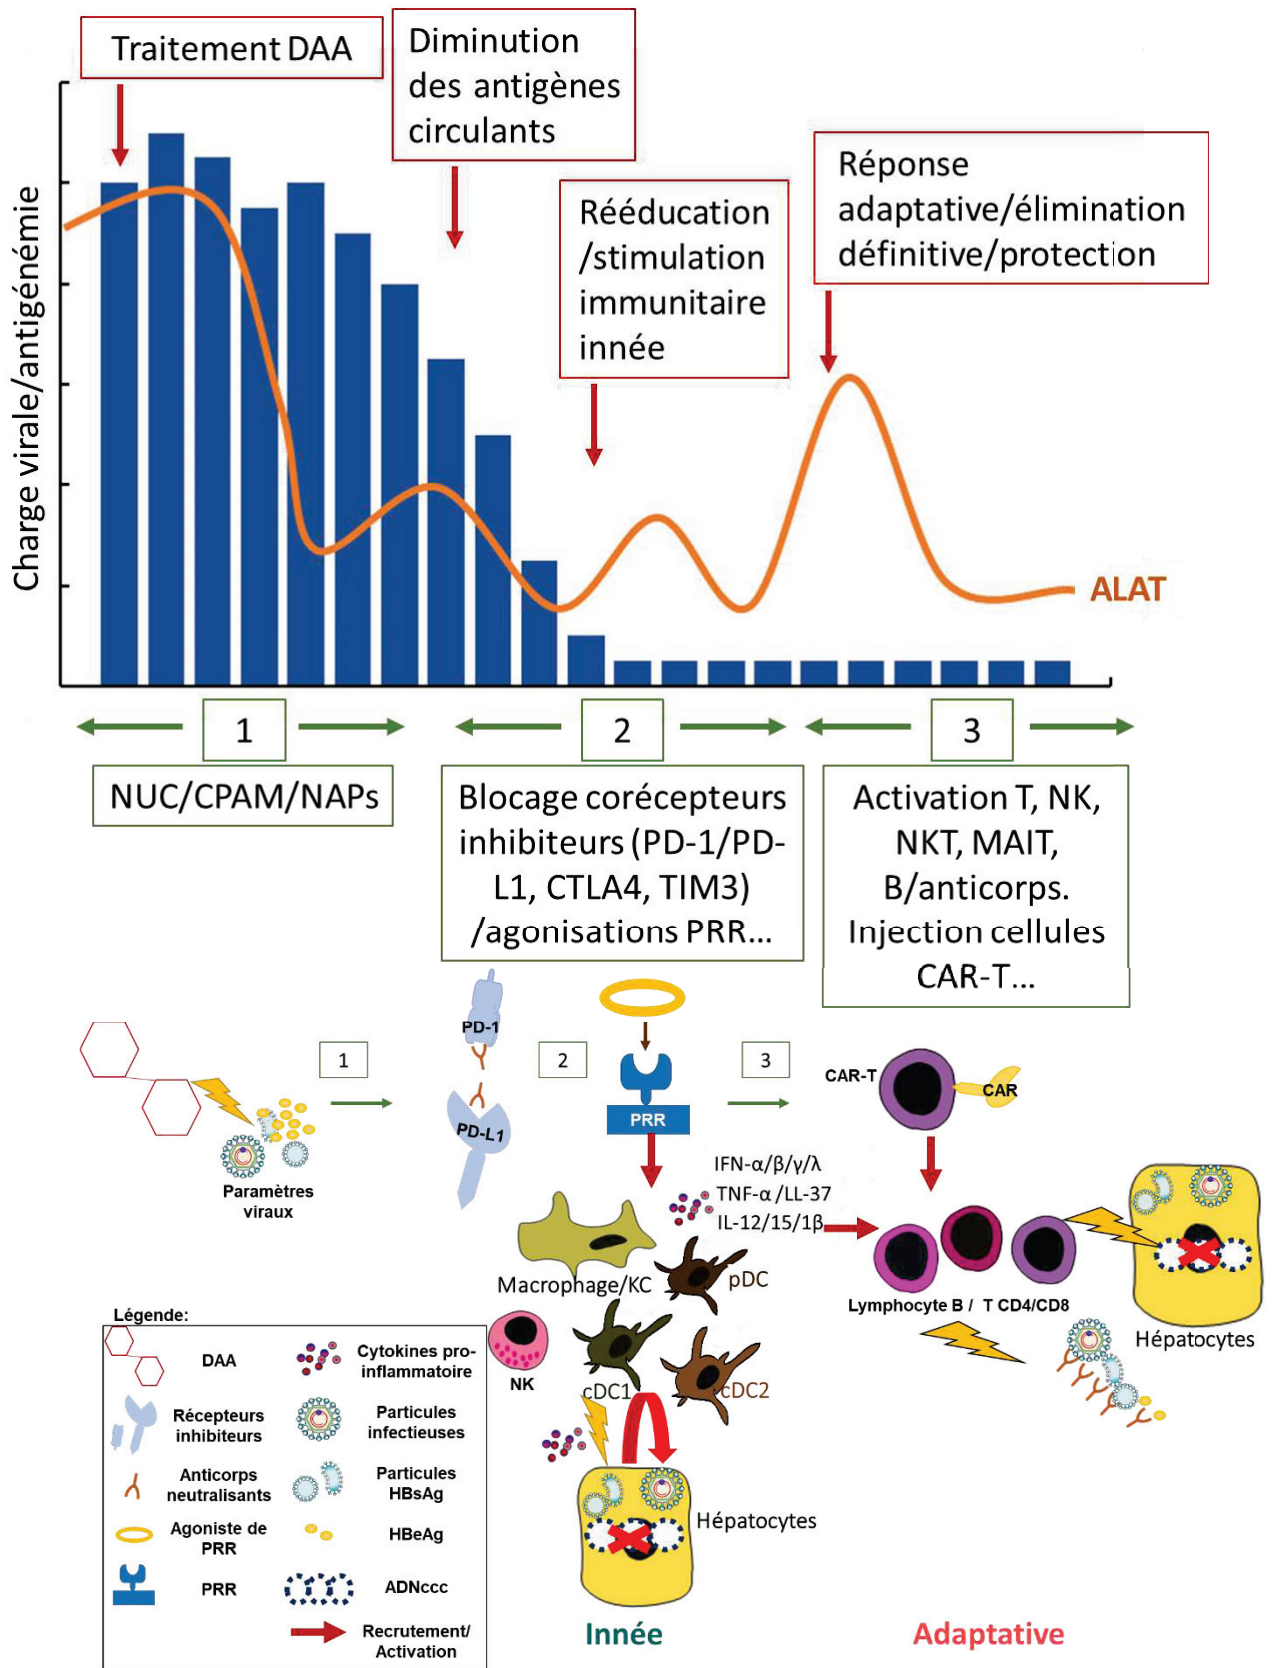 Traitement DAA
Diminution
des antigènes
circulants
Rééducation
/stimulation
immunitaire
innée
Réponse
adaptative/élimination
définitive/protection
Charge virale/antigénémie
ALAT
1
2
3
NUC/CPAM/NAPs
Blocage corécepteurs
inhibiteurs (PD-1/PD-
L1, CTLA4, TIM3)
/agonisations PRR...
Activation T, NK,
NKT, MAIT,
B/anticorps.
Injection cellules
CAR-T...
PD-1
PD-L1
1
2
3
PRR
CAR-T
CAR
Paramètres
viraux
IFN-α/β/γ/λ
TNF-α/LL-37
IL-12/15/1β
Macrophage/KC
pDC
NK
cDC1
cDC2
Lymphocyte B / T CD4/CD8
Hépatocytes
Hépatocytes
Légende:
DAA
Cytokines pro-
inflammatoire
Récepteurs
inhibiteurs
Particules
infectieuses
Anticorps
neutralisants
Particules
HBsAg
Agoniste de
PRR
HBeAg
PRR
ADNccc
Recrutement/
Activation
Innée
Adaptative